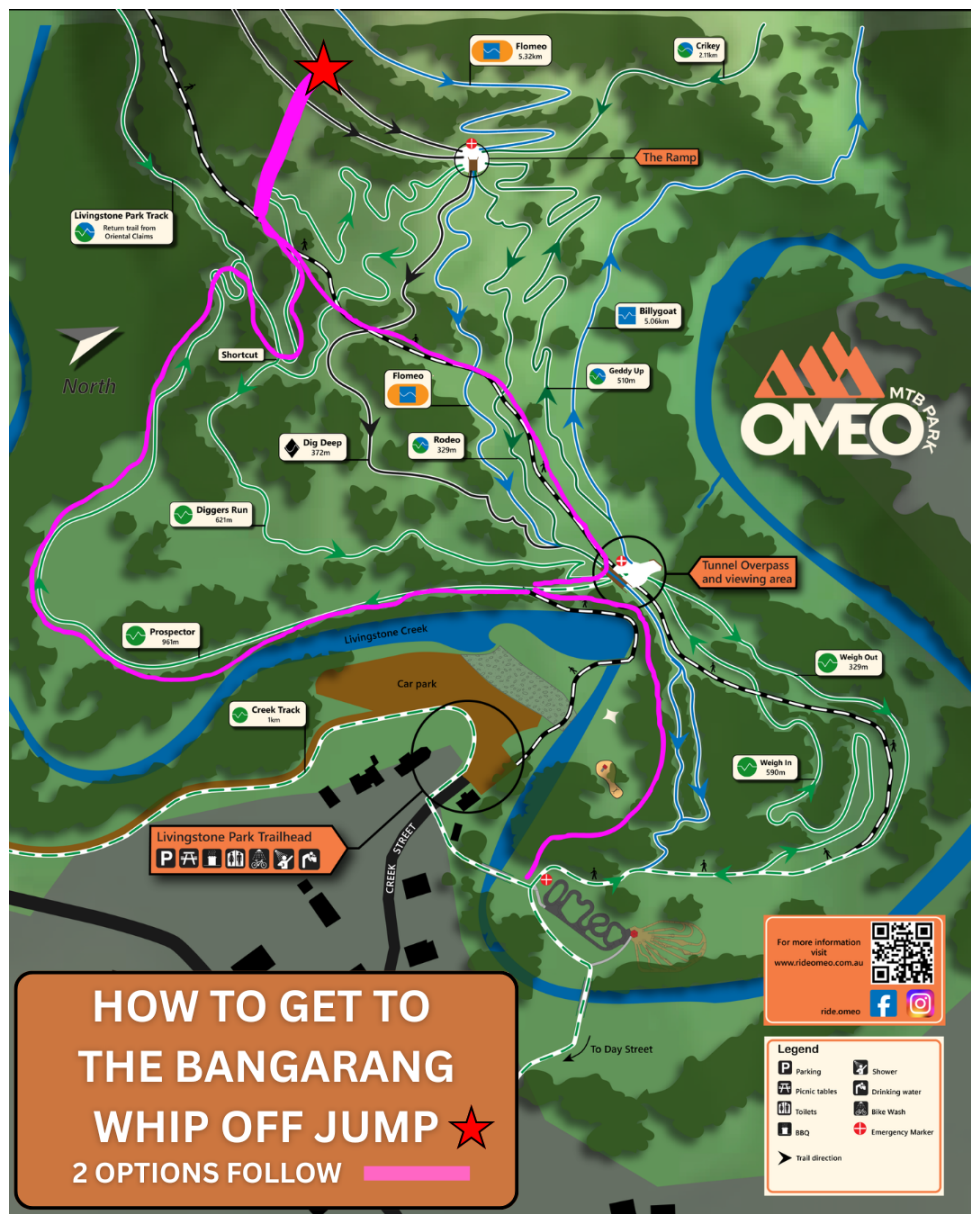 Flomeo
5.32km
Crikey
2.11km
The Ramp
Livingstone Park Track
Return trail from
Oriental Claims
Billygoat
5.06km
North
Shortcut
Flomeo
Geddy Up
510m
OMEO
MTB PARK
Dig Deep
372m
Rodeo
329m
Diggers Run
621m
Tunnel Overpass
and viewing area
Prospector
961m
Livingstone Creek
Weigh Out
329m
Car park
Creek Track
1km
Weigh In
590m
Livingstone Park Trailhead
P
CREEK STREET
OMEO
For more information
visit
www.rideomeo.com.au
ride.omeo
f
To Day Street
HOW TO GET TO
THE BANGARANG
WHIP OFF JUMP
2 OPTIONS FOLLOW
Legend
P Parking
Shower
Picnic tables
Drinking water
Toilets
Bike Wash
BBQ
Emergency Marker
Trail direction